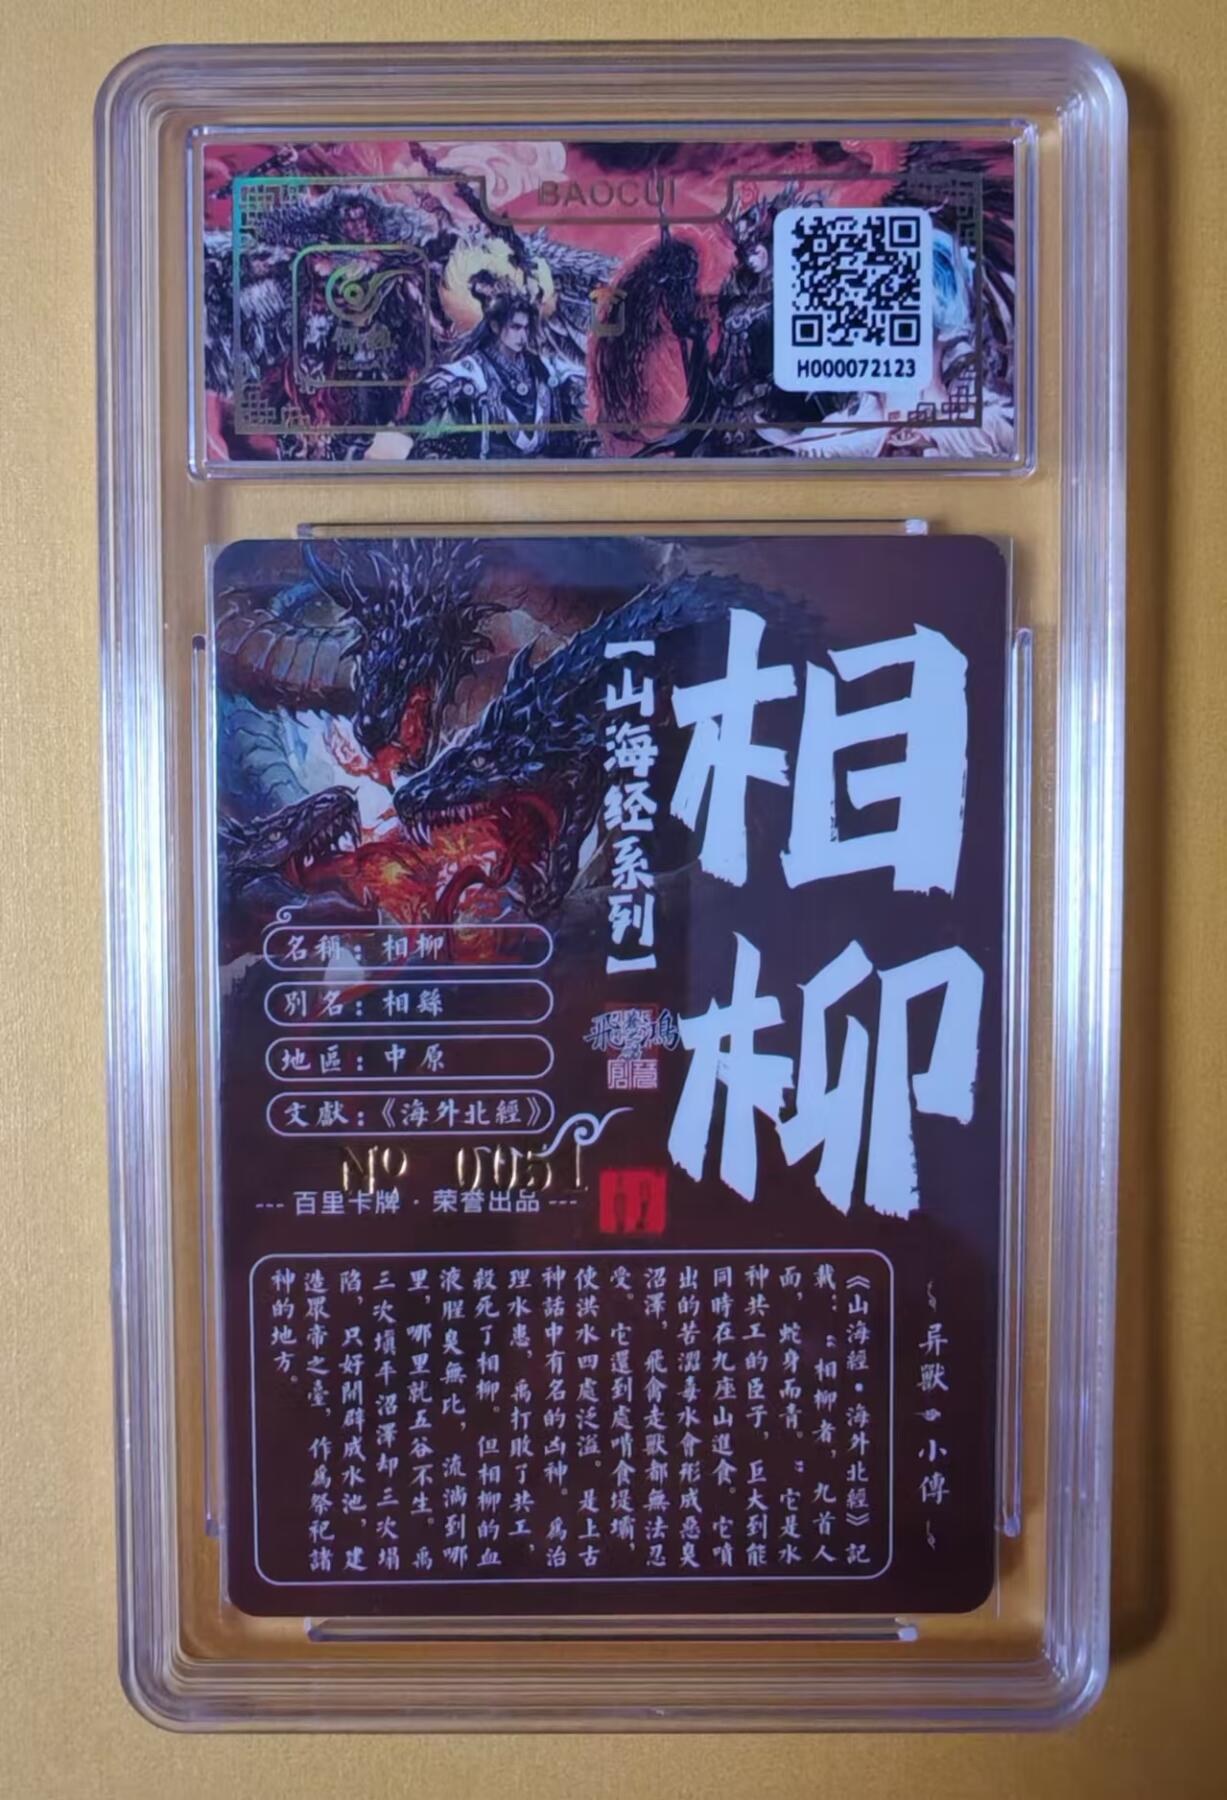 BAOCUI
H000072123
相柳
【山海经系列】
飛鴻
名稱：相柳
別名：相繇
地區：中原
文獻：《海外北經》
Nº 0051
--- 百里卡牌 · 荣誉出品 ---
异獸 小傳
《山海經·海外北經》記
載：“相柳者，九首人
面，蛇身而青。”它是水
神共工的臣子，巨大到能
同時在九座山進食。它噴
出的苦澀毒水會形成惡臭
沼澤，飛禽走獸都無法忍
受。它還到處啃食堤壩，
使洪水四處泛溢。是上古
神話中有名的凶神。爲治
理水患，禹打敗了共工，
殺死了相柳。但相柳的血
液腥臭無比，流淌到哪
里，哪里就五谷不生。禹
三次填平沼澤却三次塌
陷，只好開辟成水池，建
造眾帝之臺，作爲祭祀諸
神的地方。